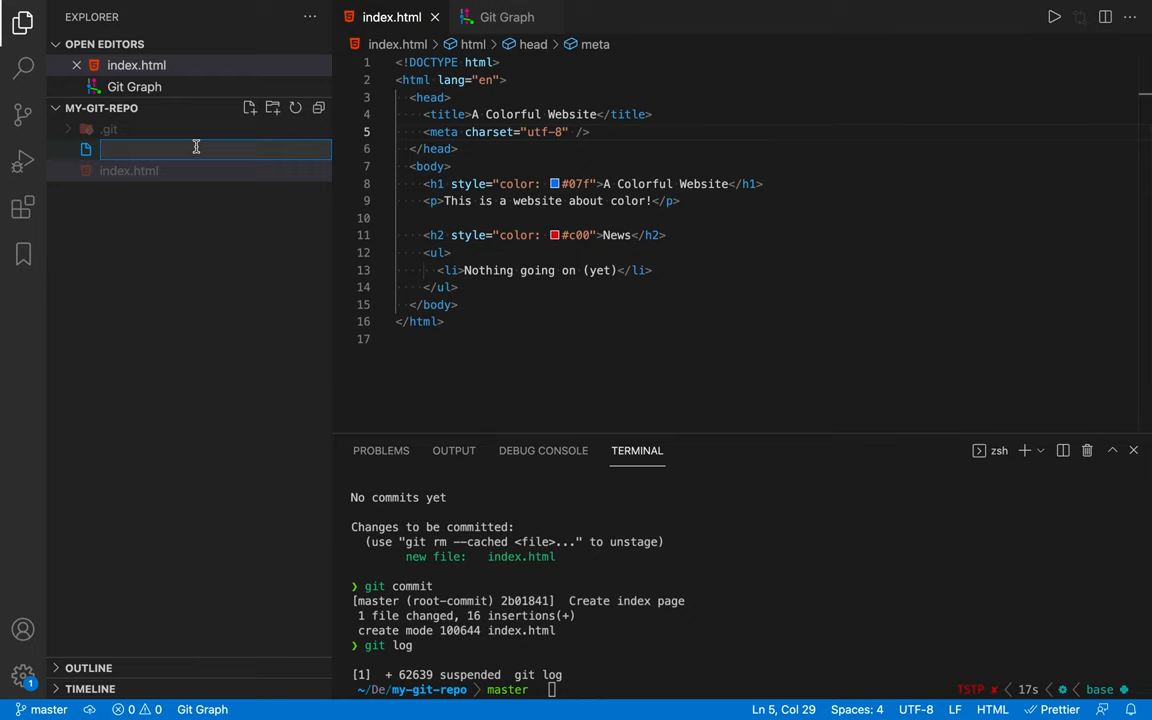 EXPLORER
OPEN EDITORS
index.html
Git Graph
MY-GIT-REPO
.git
index.html
OUTLINE
TIMELINE
index.html Git Graph
index.html html head meta
1 <!DOCTYPE html>
2 <html lang="en">
3 <head>
4 <title>A Colorful Website</title>
5 <meta charset="utf-8" />
6 </head>
7 <body>
8 <h1 style="color: #07f">A Colorful Website</h1>
9 <p>This is a website about color!</p>
10
11 <h2 style="color: #c00">News</h2>
12 <ul>
13 <li>Nothing going on (yet)</li>
14 </ul>
15 </body>
16 </html>
17
PROBLEMS OUTPUT DEBUG CONSOLE TERMINAL zsh
No commits yet
Changes to be committed:
(use "git rm --cached <file>..." to unstage)
new file: index.html
❯ git commit
[master (root-commit) 2b01841] Create index page
1 file changed, 16 insertions(+)
create mode 100644 index.html
❯ git log
[1] + 62639 suspended git log
~/De/my-git-repo master TSTP ✘ 17s base
1
master 0 0 Git Graph Ln 5, Col 29 Spaces: 4 UTF-8 LF HTML Prettier